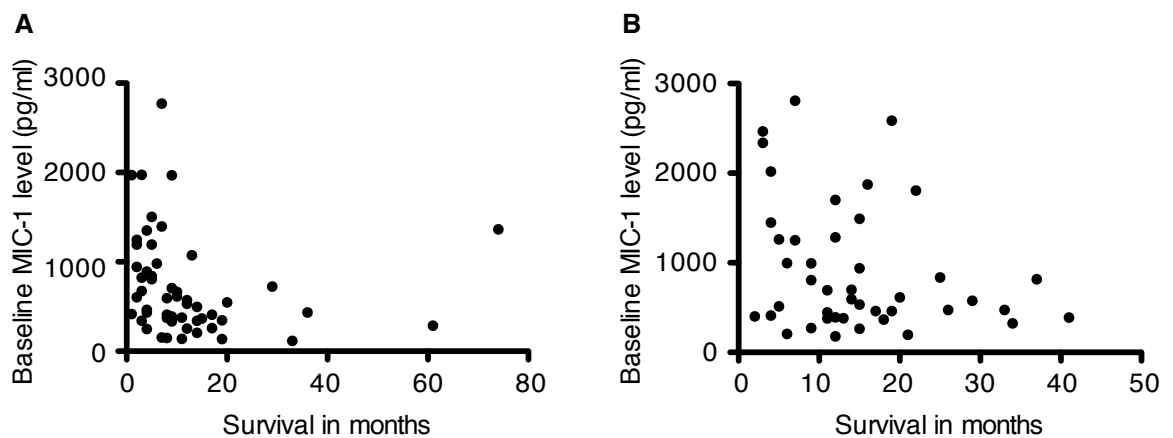 A
Baseline MIC-1 level (pg/ml)
3000
2000
1000
0
0 20 40 60 80
Survival in months
B
Baseline MIC-1 level (pg/ml)
3000
2000
1000
0
0 10 20 30 40 50
Survival in months